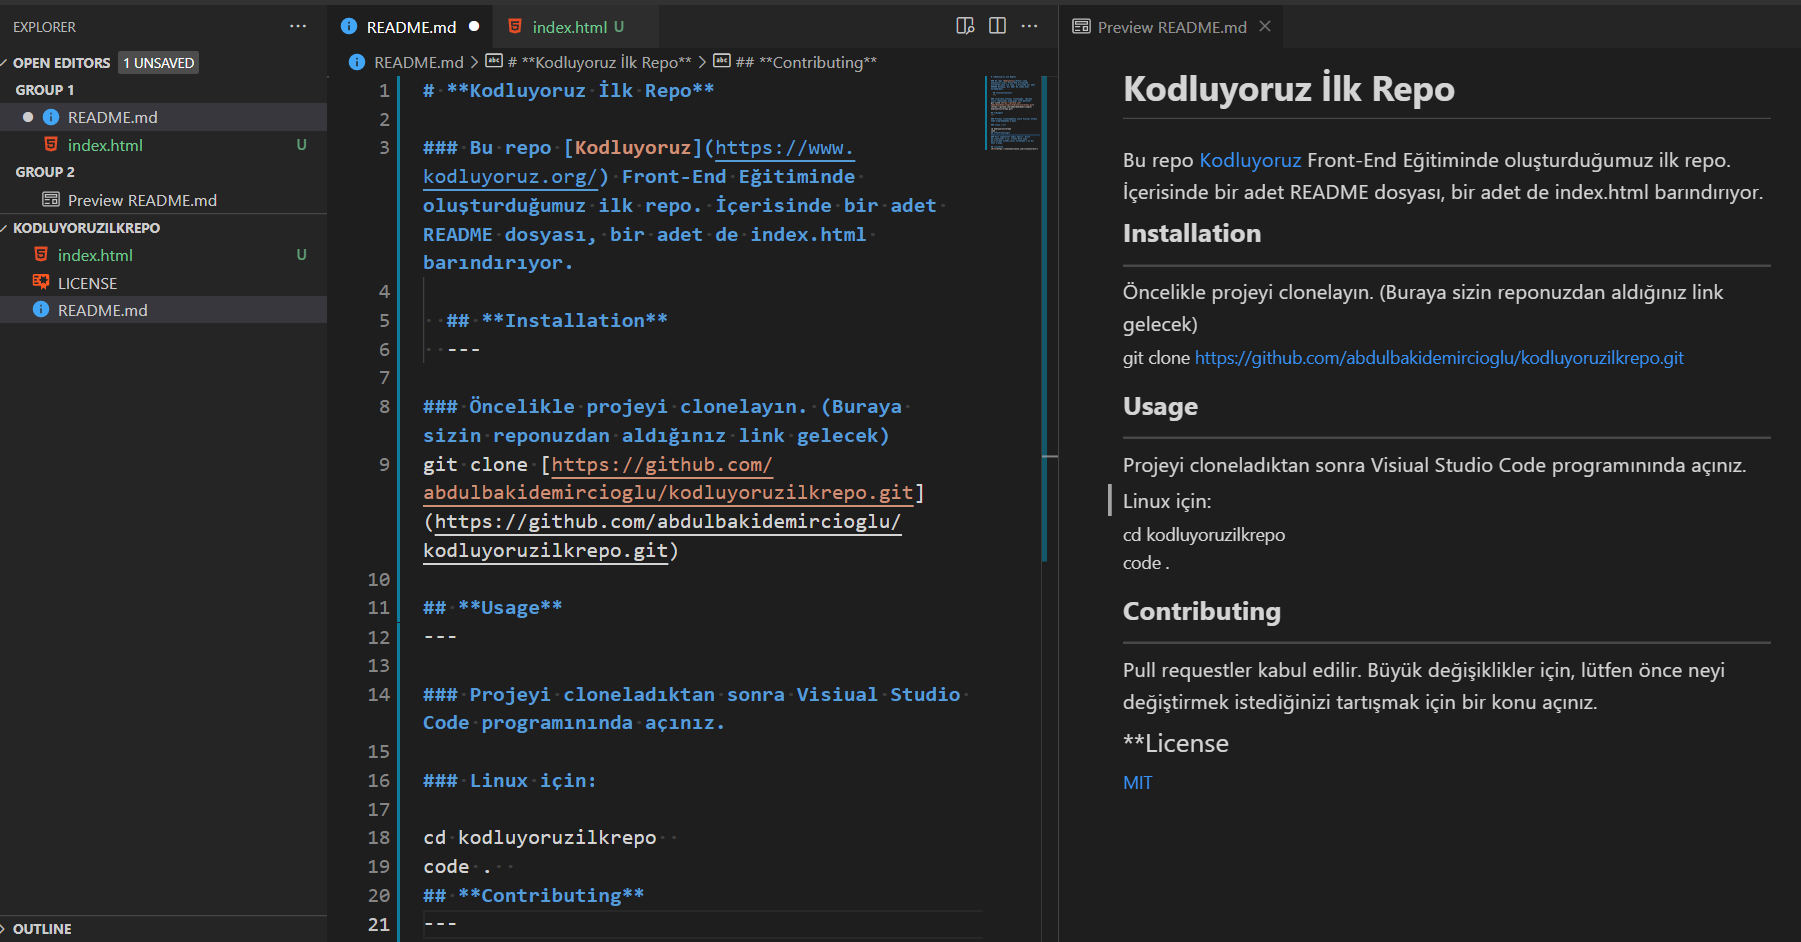 EXPLORER
OPEN EDITORS 1 UNSAVED
GROUP 1
README.md
index.html U
GROUP 2
Preview README.md
KODLUYORUZILKREPO
index.html U
LICENSE
README.md
OUTLINE
README.md index.html U
README.md > # **Kodluyoruz İlk Repo** > ## **Contributing**
1 # **Kodluyoruz İlk Repo**
2
3 ### Bu repo [Kodluyoruz](https://www.
kodluyoruz.org/) Front-End Eğitiminde
oluşturduğumuz ilk repo. İçerisinde bir adet
README dosyası, bir adet de index.html
barındırıyor.
4
5 ## **Installation**
6 ---
7
8 ### Öncelikle projeyi clonelayın. (Buraya
sizin reponuzdan aldığınız link gelecek)
9 git clone [https://github.com/
abdulbakidemircioglu/kodluyoruzilkrepo.git]
(https://github.com/abdulbakidemircioglu/
kodluyoruzilkrepo.git)
10
11 ## **Usage**
12 ---
13
14 ### Projeyi cloneladıktan sonra Visiual Studio
Code programınında açınız.
15
16 ### Linux için:
17
18 cd kodluyoruzilkrepo
19 code .
20 ## **Contributing**
21 ---
Preview README.md
Kodluyoruz İlk Repo
Bu repo Kodluyoruz Front-End Eğitiminde oluşturduğumuz ilk repo.
İçerisinde bir adet README dosyası, bir adet de index.html barındırıyor.
Installation
Öncelikle projeyi clonelayın. (Buraya sizin reponuzdan aldığınız link
gelecek)
git clone https://github.com/abdulbakidemircioglu/kodluyoruzilkrepo.git
Usage
Projeyi cloneladıktan sonra Visiual Studio Code programınında açınız.
Linux için:
cd kodluyoruzilkrepo
code .
Contributing
Pull requestler kabul edilir. Büyük değişiklikler için, lütfen önce neyi
değiştirmek istediğinizi tartışmak için bir konu açınız.
**License
MIT